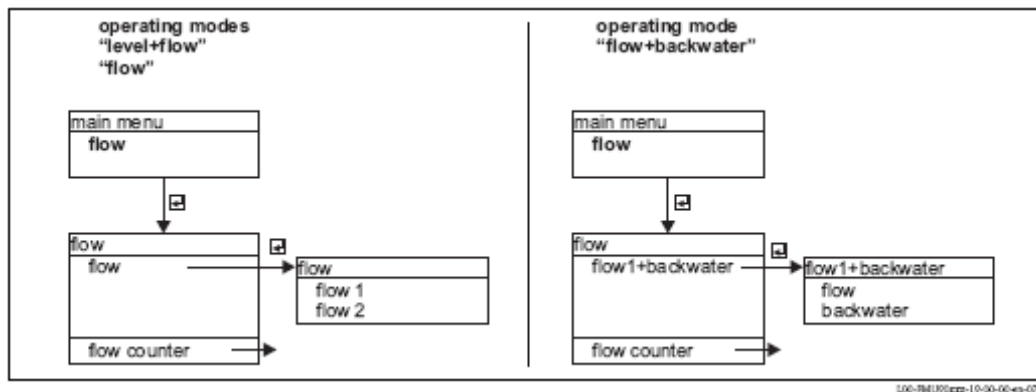 operating modes
"level+flow"
"flow"
main menu
flow
flow
flow
flow counter
flow
flow 1
flow 2
operating mode
"flow+backwater"
main menu
flow
flow
flow1+backwater
flow counter
flow1+backwater
flow
backwater